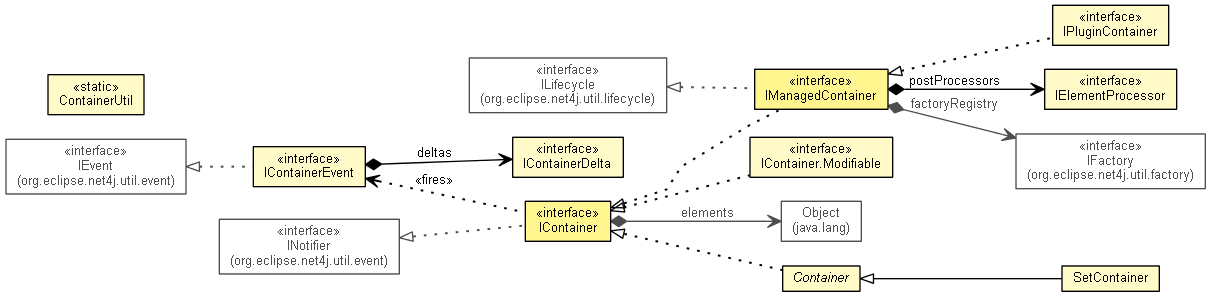 «interface»
IPluginContainer
«interface»
ILifecycle
(org.eclipse.net4j.util.lifecycle)
«interface»
IManagedContainer
postProcessors
«interface»
IElementProcessor
«static»
ContainerUtil
factoryRegistry
«interface»
IFactory
(org.eclipse.net4j.util.factory)
«interface»
IEvent
(org.eclipse.net4j.util.event)
«interface»
IContainerEvent
deltas
«interface»
IContainerDelta
«interface»
IContainer.Modifiable
«fires»
«interface»
INotifier
(org.eclipse.net4j.util.event)
«interface»
IContainer
elements
Object
(java.lang)
Container
SetContainer